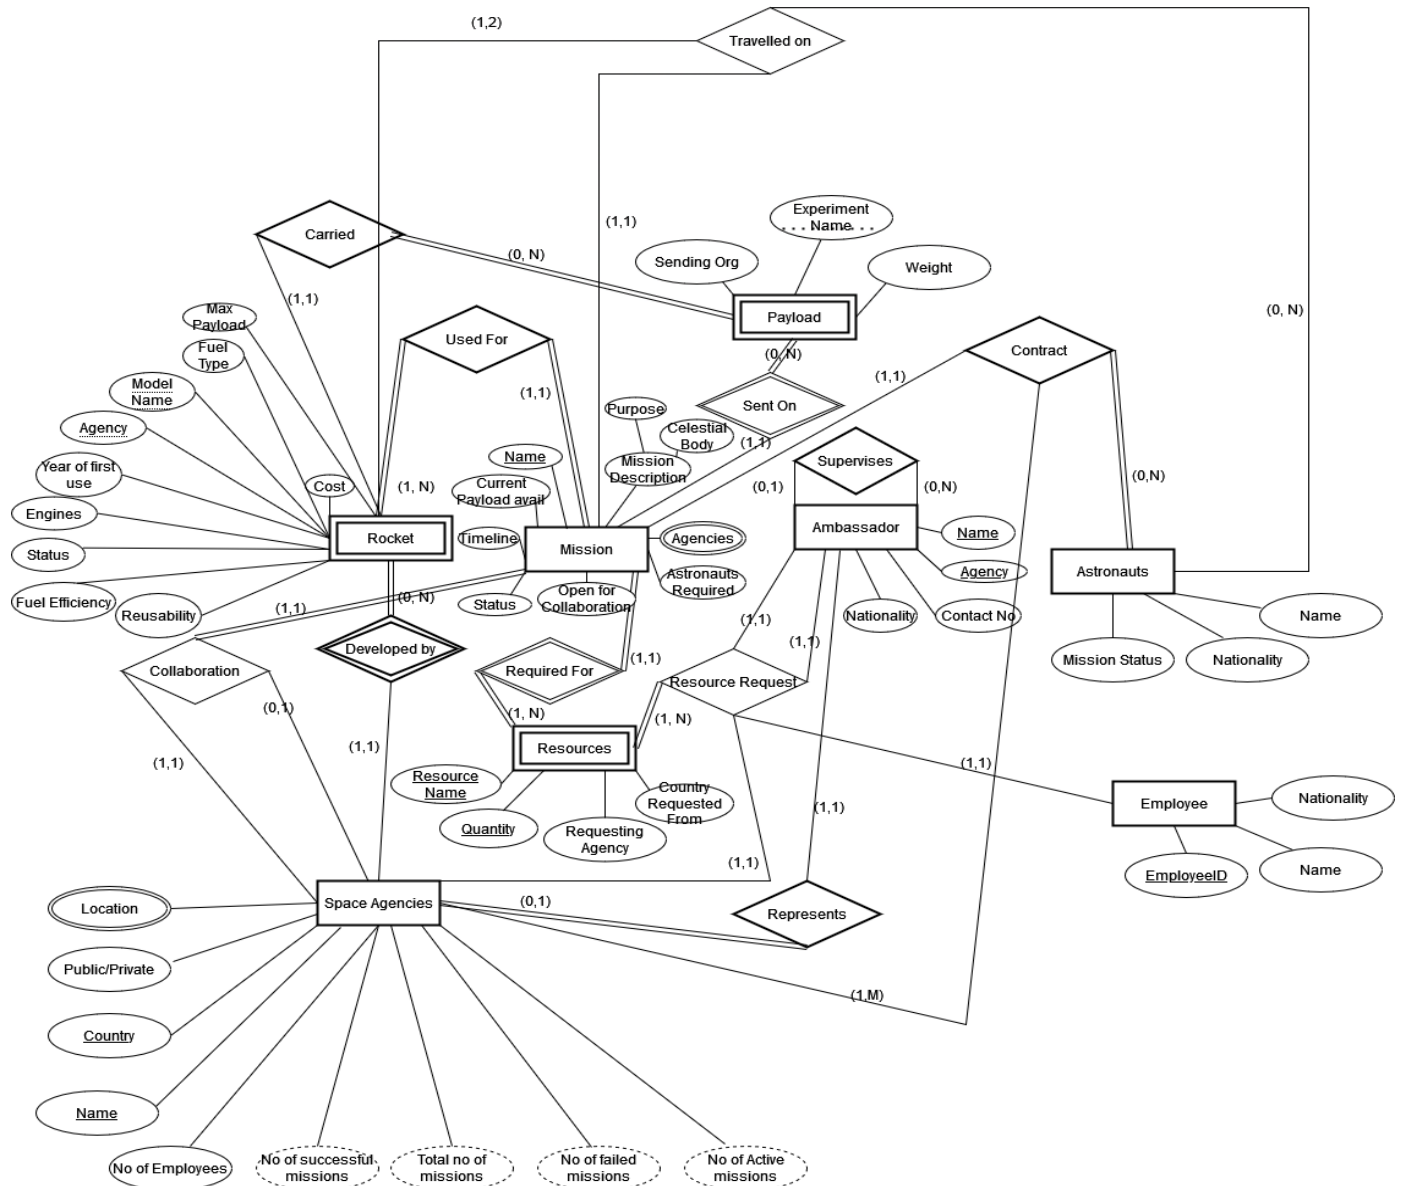 (1,2)
Travelled on
(1,1)
Experiment
Name
Sending Org
Weight
Carried
(0, N)
(1,1)
Payload
(0, N)
Max
Payload
Used For
Contract
Fuel
Type
(0, N)
(1,1)
(1,1)
Model
Name
Purpose
Sent On
Agency
Celestial
Body
(1,1)
Name
Mission
Description
Supervises
Year of first
use
Cost
(1, N)
Current
Payload avail
(0,1)
(0,N)
(0,N)
Engines
Rocket
Timeline
Mission
Agencies
Ambassador
Name
Status
Astronauts
Required
Agency
Astronauts
Fuel Efficiency
Reusability
(1,1)
(0, N)
Status
Open for
Collaboration
Nationality
Contact No
Name
(1,1)
(1,1)
Developed by
Collaboration
Required For
(1,1)
Resource Request
Mission Status
Nationality
(0,1)
(1, N)
(1, N)
(1,1)
(1,1)
Resources
(1,1)
Resource
Name
Country
Requested
From
Employee
Nationality
Quantity
Requesting
Agency
(1,1)
(1,1)
EmployeeID
Name
Location
Space Agencies
(0,1)
Represents
Public/Private
(1,M)
Country
Name
No of Employees
No of successful
missions
Total no of
missions
No of failed
missions
No of Active
missions